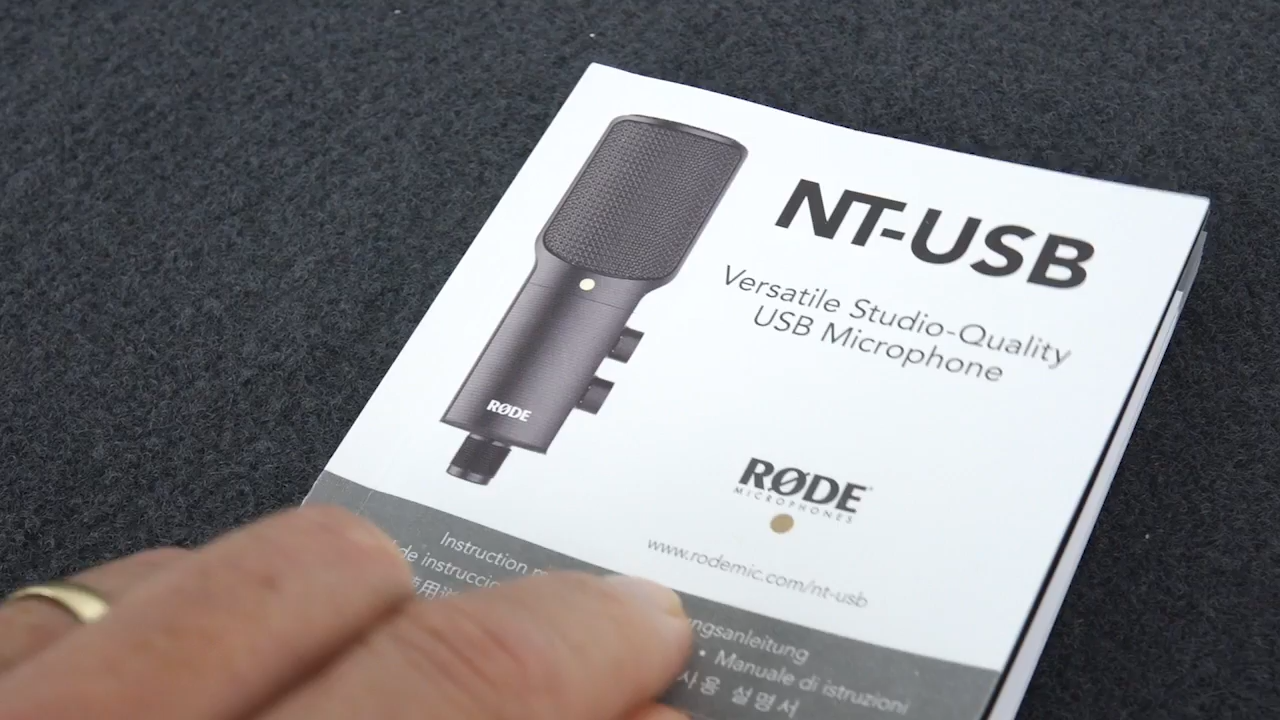 NT-USB
Versatile Studio-Quality
USB Microphone
RØDE
RØDE
MICROPHONES
www.rodemic.com/nt-usb
Instruction
de
Manuale di istruzioni
사용 설명서